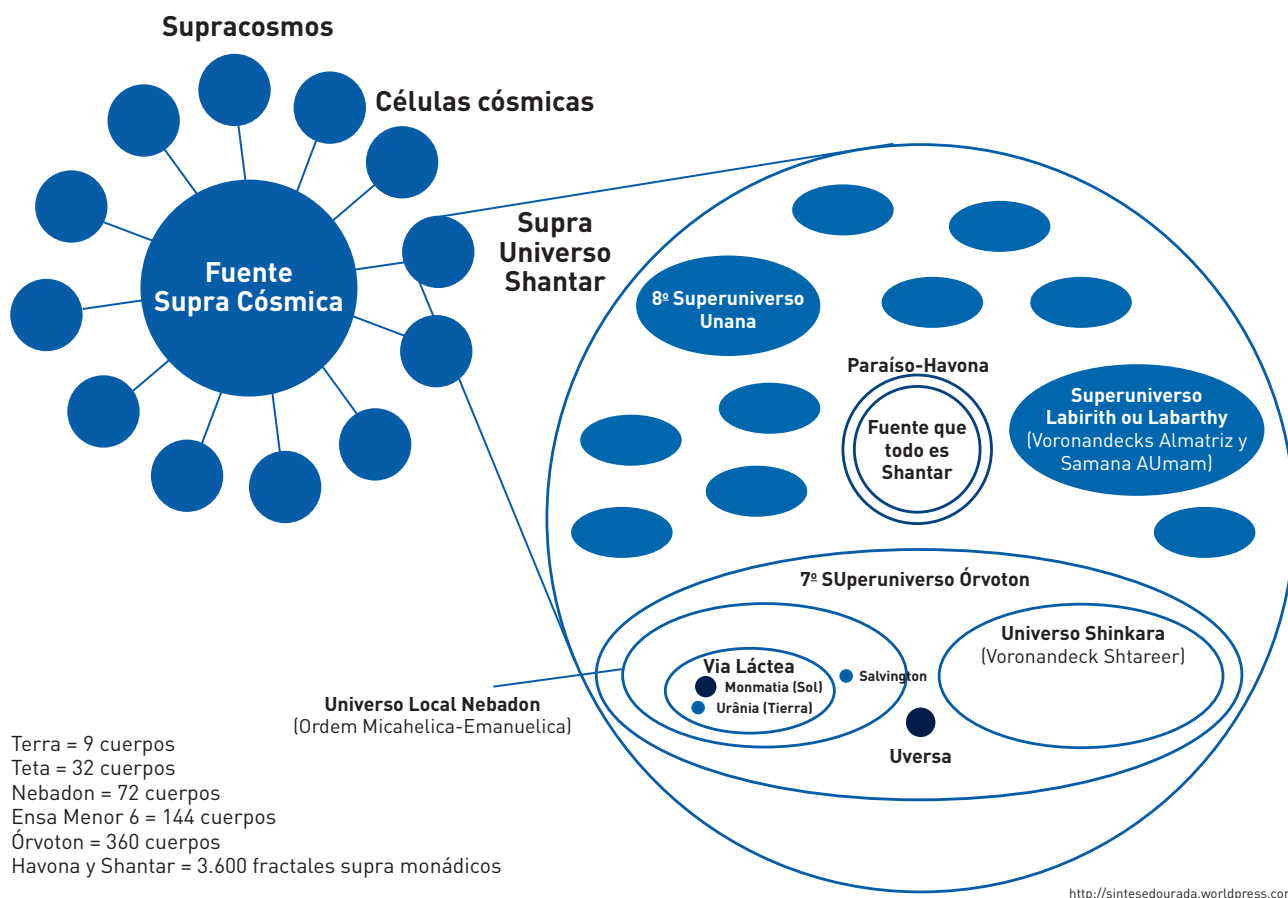 Supracosmos
Células cósmicas
Fuente
Supra Cósmica
Supra
Universo
Shantar
8º Superuniverso
Unana
Paraíso-Havona
Fuente que
todo es
Shantar
Superuniverso
Labirith ou Labarthy
(Voronandecks Almatriz y
Samana AUmam)
7º SUperuniverso Órvoton
Via Láctea
Monmatia (Sol)
Urânia (Tierra)
Salvington
Universo Shinkara
(Voronandeck Shtareer)
Uversa
Universo Local Nebadon
(Ordem Micahelica-Emanuelica)
Terra = 9 cuerpos
Teta = 32 cuerpos
Nebadon = 72 cuerpos
Ensa Menor 6 = 144 cuerpos
Órvoton = 360 cuerpos
Havona y Shantar = 3.600 fractales supra monádicos
http://sintesedourada.wordpress.com